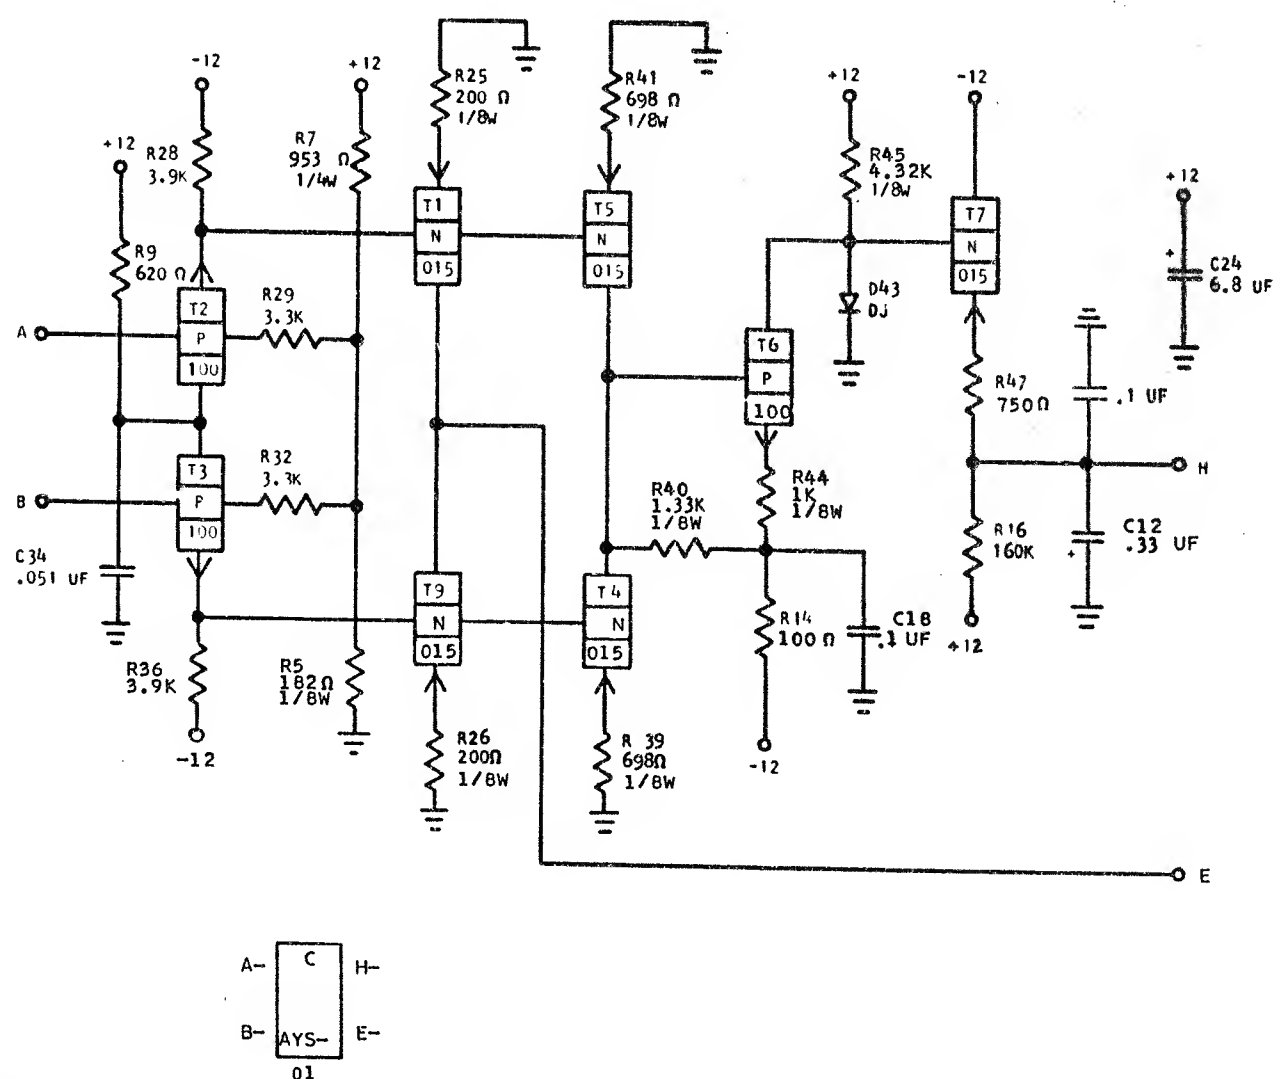 -12
+12
R25
200 Ω
1/8W
R41
698 Ω
1/8W
+12
-12
+12
R28
3.9K
R7
953 Ω
1/4W
R45
4.32K
1/8W
+12
T1
N
015
T5
N
015
T7
N
015
R9
620 Ω
C24
6.8 UF
+
D43
DJ
R29
3.3K
T2
P
100
A
T6
P
100
R47
750Ω
.1 UF
R32
3.3K
T3
P
100
B
H
R40
1.33K
1/8W
R44
1K
1/8W
R16
160K
C12
.33 UF
+
C34
.051 UF
T9
N
015
T4
N
015
R14
100Ω
C18
.1 UF
+12
R36
3.9K
R5
182Ω
1/8W
-12
R26
200Ω
1/8W
R 39
698Ω
1/8W
-12
E
A-
C
H-
B-
AYS-
E-
01